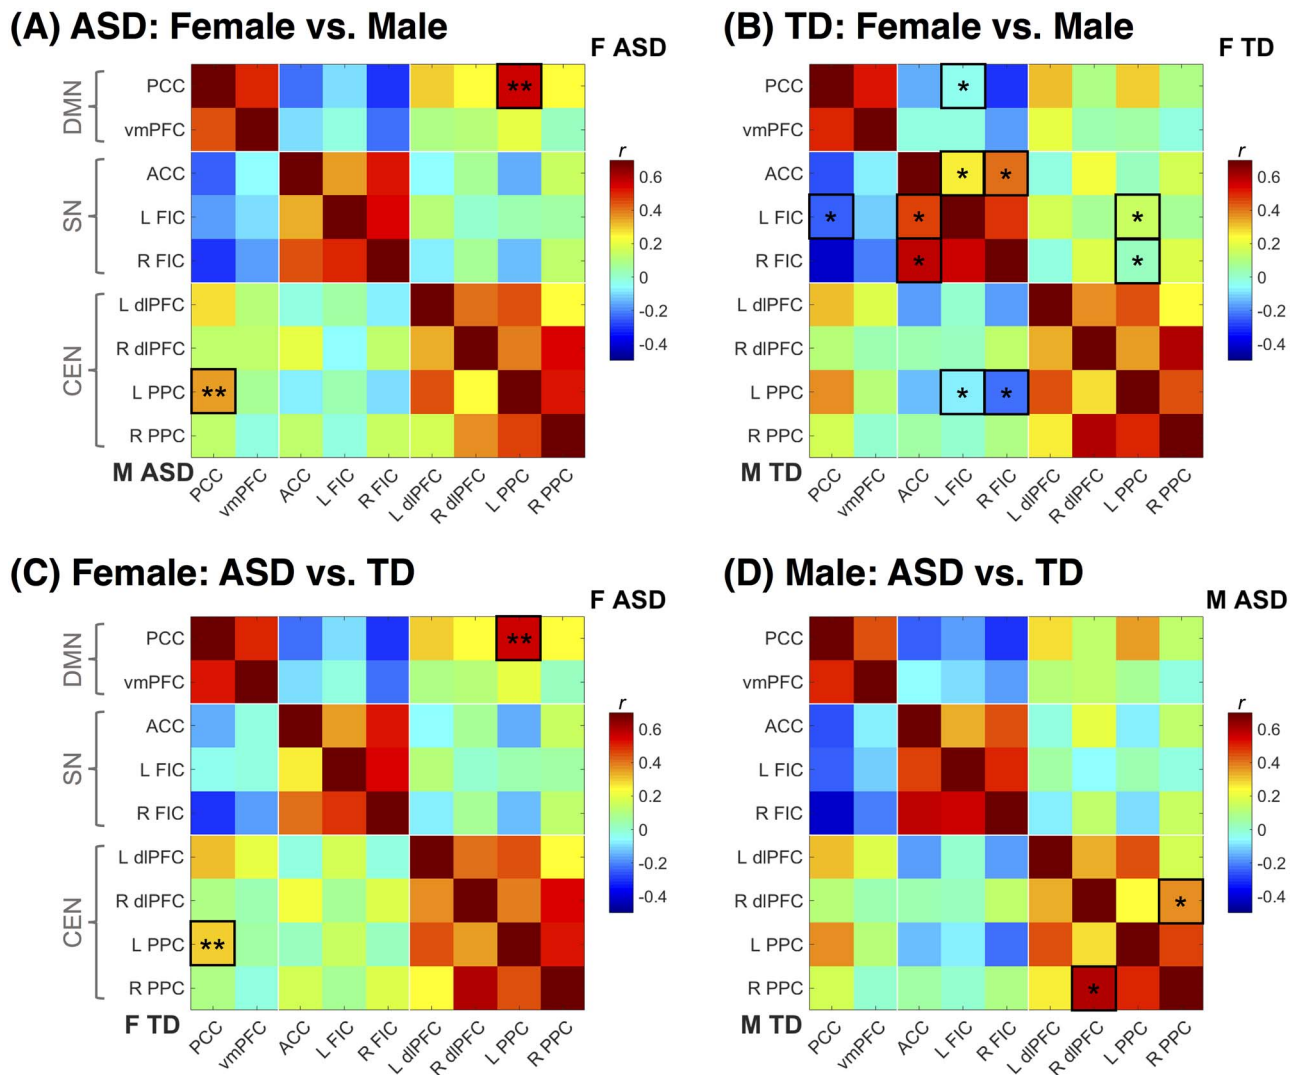 (A) ASD: Female vs. Male
F ASD
DMN
SN
CEN
PCC
**
vmPFC
ACC
L FIC
R FIC
L dlPFC
R dlPFC
L PPC
**
R PPC
M ASD
PCC
vmPFC
ACC
L FIC
R FIC
L dlPFC
R dlPFC
L PPC
R PPC
r
0.6
0.4
0.2
0
-0.2
-0.4
(B) TD: Female vs. Male
F TD
PCC
*
vmPFC
ACC
* *
L FIC
* * *
R FIC
* *
L dlPFC
R dlPFC
L PPC
* *
R PPC
M TD
PCC
vmPFC
ACC
L FIC
R FIC
L dlPFC
R dlPFC
L PPC
R PPC
r
0.6
0.4
0.2
0
-0.2
-0.4
(C) Female: ASD vs. TD
F ASD
DMN
SN
CEN
PCC
**
vmPFC
ACC
L FIC
R FIC
L dlPFC
R dlPFC
L PPC
**
R PPC
F TD
PCC
vmPFC
ACC
L FIC
R FIC
L dlPFC
R dlPFC
L PPC
R PPC
r
0.6
0.4
0.2
0
-0.2
-0.4
(D) Male: ASD vs. TD
M ASD
PCC
vmPFC
ACC
L FIC
R FIC
L dlPFC
R dlPFC
*
L PPC
R PPC
*
M TD
PCC
vmPFC
ACC
L FIC
R FIC
L dlPFC
R dlPFC
L PPC
R PPC
r
0.6
0.4
0.2
0
-0.2
-0.4